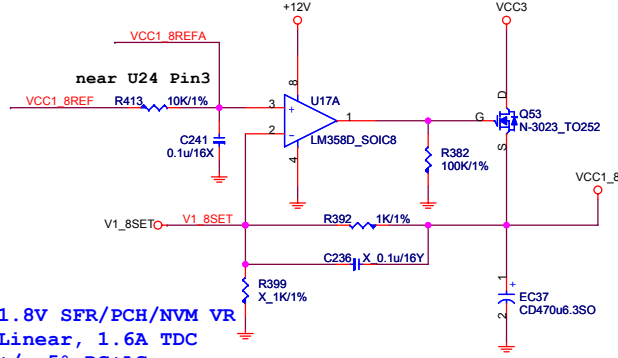 +12V
VCC3
VCC1_8REFA
near U24 Pin3
VCC1_8REF
R413
10K/1%
8
3
+
U17A
1
2
−
LM358D_SOIC8
4
C241
0.1u/16X
R382
100K/1%
D
G
S
Q53
N-3023_TO252
VCC1_8
V1_8SET
V1_8SET
R392
1K/1%
C236
X_0.1u/16Y
R399
X_1K/1%
1
+
EC37
CD470u6.3SO
2
1.8V SFR/PCH/NVM VR
Linear, 1.6A TDC